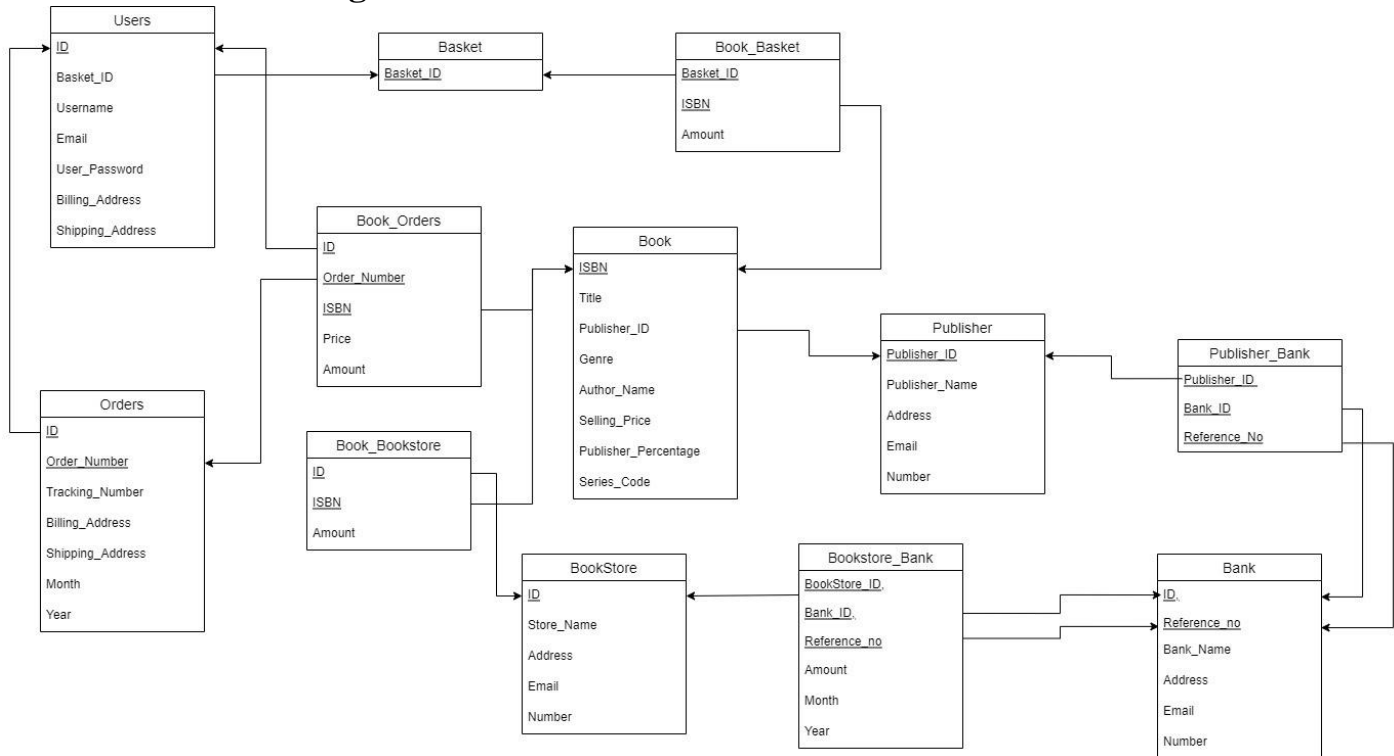 Users
ID
Basket_ID
Username
Email
User_Password
Billing_Address
Shipping_Address
Basket
Basket_ID
Book_Basket
Basket_ID
ISBN
Amount
Book_Orders
ID
Order_Number
ISBN
Price
Amount
Book
ISBN
Title
Publisher_ID
Genre
Author_Name
Selling_Price
Publisher_Percentage
Series_Code
Publisher
Publisher_ID
Publisher_Name
Address
Email
Number
Publisher_Bank
Publisher_ID
Bank_ID
Reference_No
Orders
ID
Order_Number
Tracking_Number
Billing_Address
Shipping_Address
Month
Year
Book_Bookstore
ID
ISBN
Amount
BookStore
ID
Store_Name
Address
Email
Number
Bookstore_Bank
BookStore_ID,
Bank_ID,
Reference_no
Amount
Month
Year
Bank
ID,
Reference_no
Bank_Name
Address
Email
Number